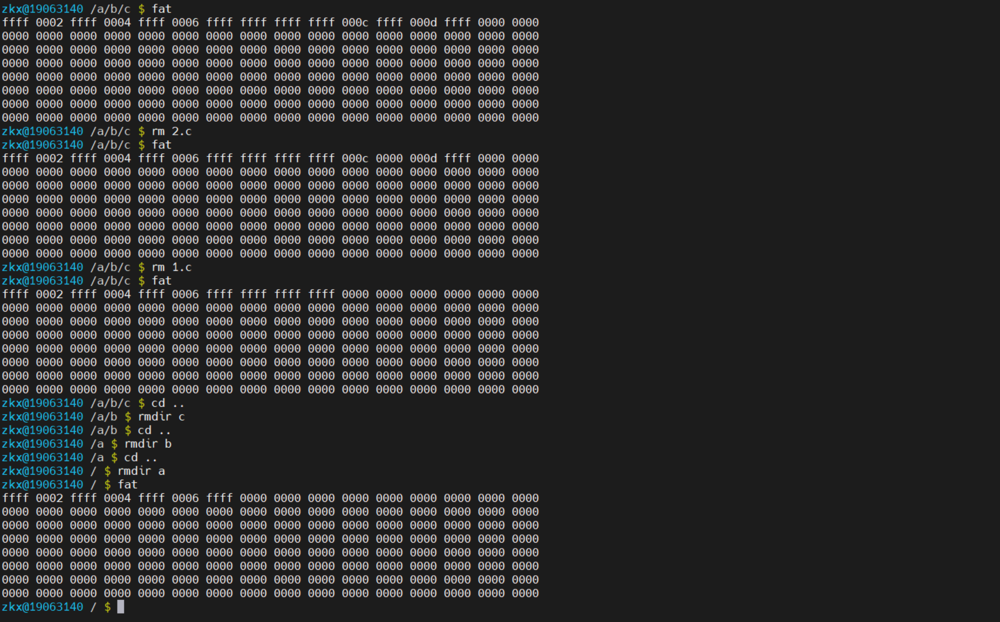 zkx@19063140 /a/b/c $ fat
ffff 0002 ffff 0004 ffff 0006 ffff ffff ffff ffff 000c ffff 000d ffff 0000 0000
0000 0000 0000 0000 0000 0000 0000 0000 0000 0000 0000 0000 0000 0000 0000 0000
0000 0000 0000 0000 0000 0000 0000 0000 0000 0000 0000 0000 0000 0000 0000 0000
0000 0000 0000 0000 0000 0000 0000 0000 0000 0000 0000 0000 0000 0000 0000 0000
0000 0000 0000 0000 0000 0000 0000 0000 0000 0000 0000 0000 0000 0000 0000 0000
0000 0000 0000 0000 0000 0000 0000 0000 0000 0000 0000 0000 0000 0000 0000 0000
0000 0000 0000 0000 0000 0000 0000 0000 0000 0000 0000 0000 0000 0000 0000 0000
0000 0000 0000 0000 0000 0000 0000 0000 0000 0000 0000 0000 0000 0000 0000 0000
zkx@19063140 /a/b/c $ rm 2.c
zkx@19063140 /a/b/c $ fat
ffff 0002 ffff 0004 ffff 0006 ffff ffff ffff ffff 000c 0000 000d ffff 0000 0000
0000 0000 0000 0000 0000 0000 0000 0000 0000 0000 0000 0000 0000 0000 0000 0000
0000 0000 0000 0000 0000 0000 0000 0000 0000 0000 0000 0000 0000 0000 0000 0000
0000 0000 0000 0000 0000 0000 0000 0000 0000 0000 0000 0000 0000 0000 0000 0000
0000 0000 0000 0000 0000 0000 0000 0000 0000 0000 0000 0000 0000 0000 0000 0000
0000 0000 0000 0000 0000 0000 0000 0000 0000 0000 0000 0000 0000 0000 0000 0000
0000 0000 0000 0000 0000 0000 0000 0000 0000 0000 0000 0000 0000 0000 0000 0000
0000 0000 0000 0000 0000 0000 0000 0000 0000 0000 0000 0000 0000 0000 0000 0000
zkx@19063140 /a/b/c $ rm 1.c
zkx@19063140 /a/b/c $ fat
ffff 0002 ffff 0004 ffff 0006 ffff ffff ffff ffff 0000 0000 0000 0000 0000 0000
0000 0000 0000 0000 0000 0000 0000 0000 0000 0000 0000 0000 0000 0000 0000 0000
0000 0000 0000 0000 0000 0000 0000 0000 0000 0000 0000 0000 0000 0000 0000 0000
0000 0000 0000 0000 0000 0000 0000 0000 0000 0000 0000 0000 0000 0000 0000 0000
0000 0000 0000 0000 0000 0000 0000 0000 0000 0000 0000 0000 0000 0000 0000 0000
0000 0000 0000 0000 0000 0000 0000 0000 0000 0000 0000 0000 0000 0000 0000 0000
0000 0000 0000 0000 0000 0000 0000 0000 0000 0000 0000 0000 0000 0000 0000 0000
0000 0000 0000 0000 0000 0000 0000 0000 0000 0000 0000 0000 0000 0000 0000 0000
zkx@19063140 /a/b/c $ cd ..
zkx@19063140 /a/b $ rmdir c
zkx@19063140 /a/b $ cd ..
zkx@19063140 /a $ rmdir b
zkx@19063140 /a $ cd ..
zkx@19063140 / $ rmdir a
zkx@19063140 / $ fat
ffff 0002 ffff 0004 ffff 0006 ffff 0000 0000 0000 0000 0000 0000 0000 0000 0000
0000 0000 0000 0000 0000 0000 0000 0000 0000 0000 0000 0000 0000 0000 0000 0000
0000 0000 0000 0000 0000 0000 0000 0000 0000 0000 0000 0000 0000 0000 0000 0000
0000 0000 0000 0000 0000 0000 0000 0000 0000 0000 0000 0000 0000 0000 0000 0000
0000 0000 0000 0000 0000 0000 0000 0000 0000 0000 0000 0000 0000 0000 0000 0000
0000 0000 0000 0000 0000 0000 0000 0000 0000 0000 0000 0000 0000 0000 0000 0000
0000 0000 0000 0000 0000 0000 0000 0000 0000 0000 0000 0000 0000 0000 0000 0000
0000 0000 0000 0000 0000 0000 0000 0000 0000 0000 0000 0000 0000 0000 0000 0000
zkx@19063140 / $